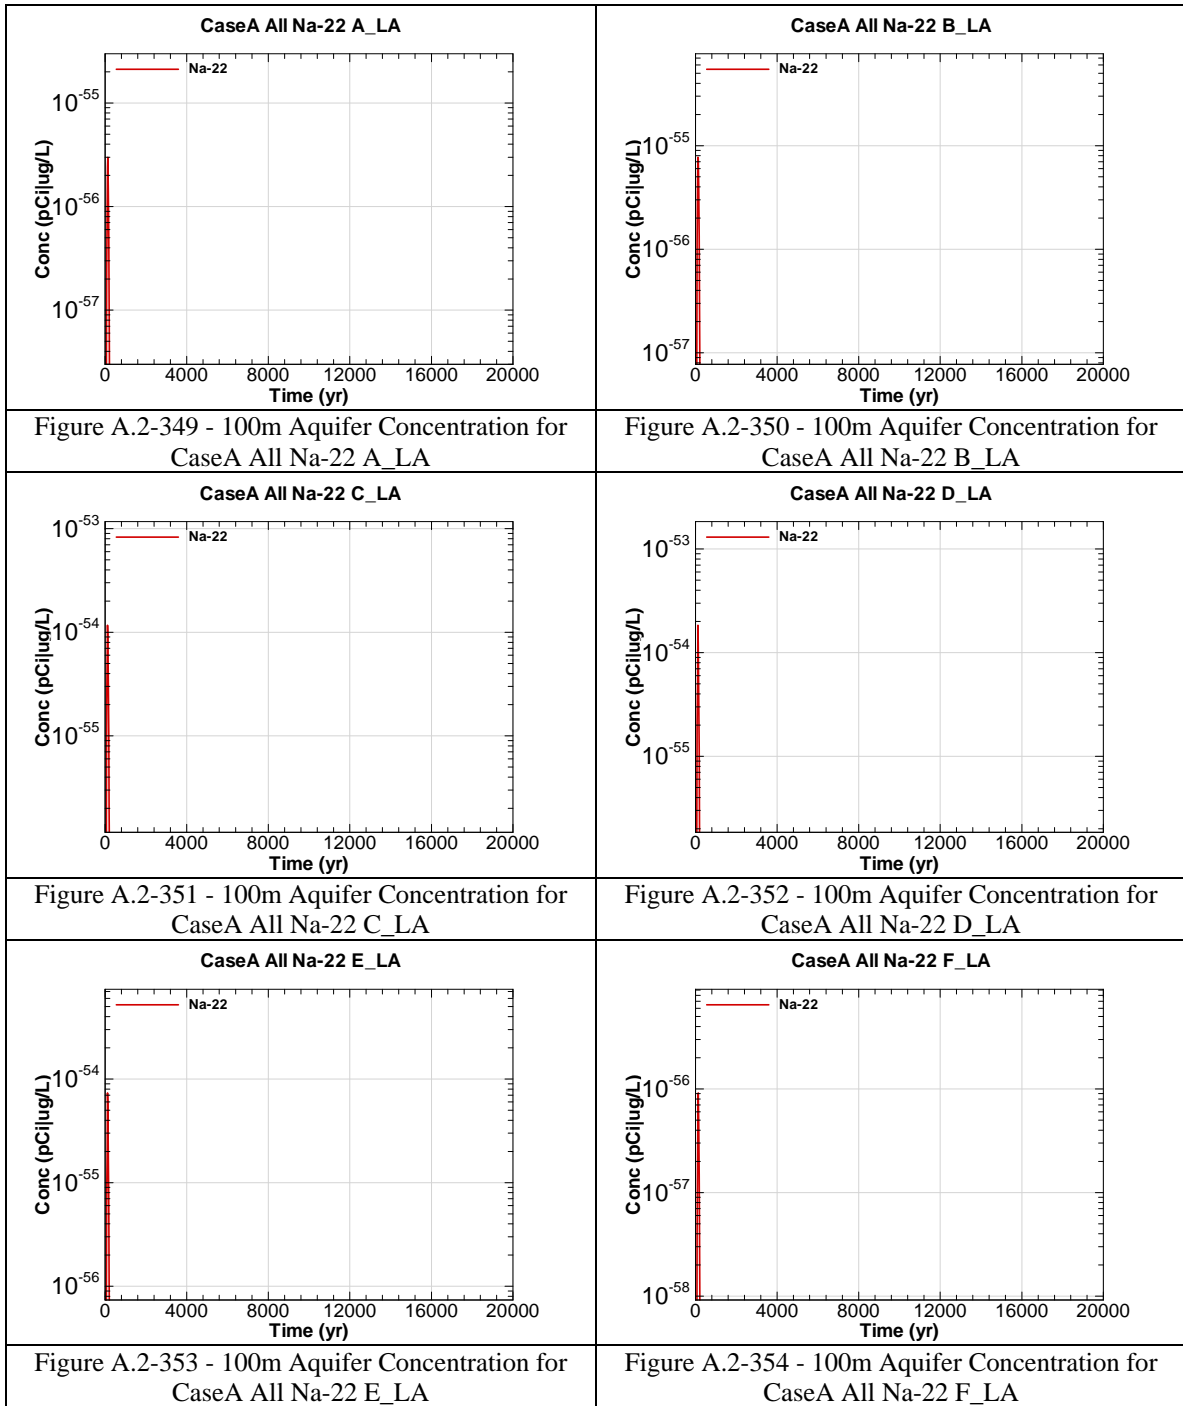 CaseA All Na-22 A_LA
Na-22
Conc (pCi|ug/L)
10^-55
10^-56
10^-57
0 4000 8000 12000 16000 20000
Time (yr)
Figure A.2-349 - 100m Aquifer Concentration for
CaseA All Na-22 A_LA
CaseA All Na-22 B_LA
Na-22
Conc (pCi|ug/L)
10^-55
10^-56
10^-57
0 4000 8000 12000 16000 20000
Time (yr)
Figure A.2-350 - 100m Aquifer Concentration for
CaseA All Na-22 B_LA
CaseA All Na-22 C_LA
Na-22
Conc (pCi|ug/L)
10^-53
10^-54
10^-55
0 4000 8000 12000 16000 20000
Time (yr)
Figure A.2-351 - 100m Aquifer Concentration for
CaseA All Na-22 C_LA
CaseA All Na-22 D_LA
Na-22
Conc (pCi|ug/L)
10^-53
10^-54
10^-55
0 4000 8000 12000 16000 20000
Time (yr)
Figure A.2-352 - 100m Aquifer Concentration for
CaseA All Na-22 D_LA
CaseA All Na-22 E_LA
Na-22
Conc (pCi|ug/L)
10^-54
10^-55
10^-56
0 4000 8000 12000 16000 20000
Time (yr)
Figure A.2-353 - 100m Aquifer Concentration for
CaseA All Na-22 E_LA
CaseA All Na-22 F_LA
Na-22
Conc (pCi|ug/L)
10^-56
10^-57
10^-58
0 4000 8000 12000 16000 20000
Time (yr)
Figure A.2-354 - 100m Aquifer Concentration for
CaseA All Na-22 F_LA